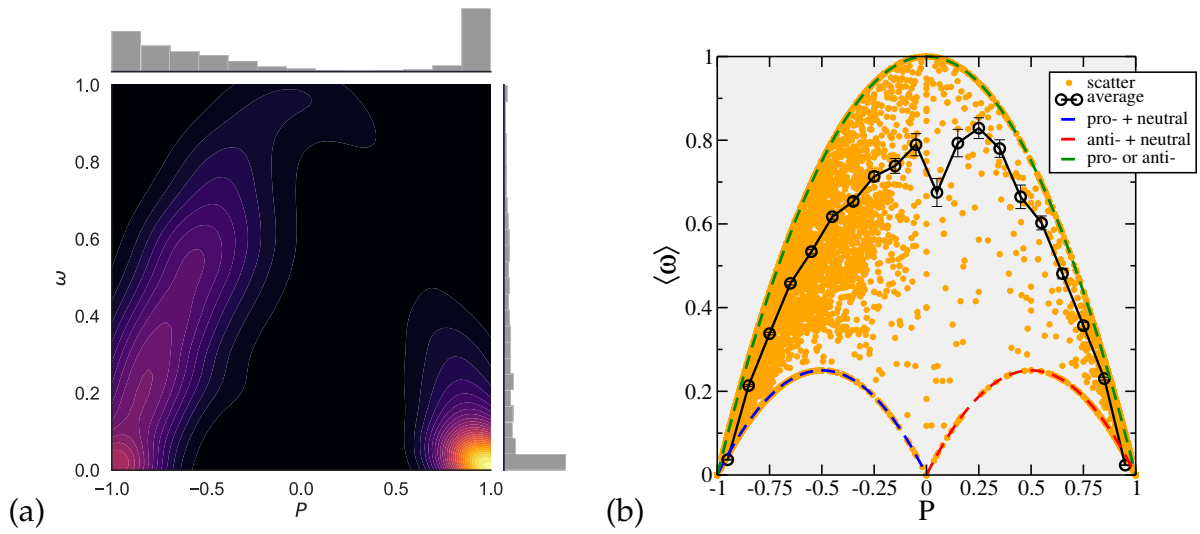 1.0
0.8
0.6
0.4
0.2
0.0
ω
−1.0 −0.5 0.0 0.5 1.0
P
(a)
1
0.8
0.6
0.4
0.2
0
⟨ω⟩
-1 -0.75 -0.5 -0.25 0 0.25 0.5 0.75 1
P
scatter
average
pro- + neutral
anti- + neutral
pro- or anti-
(b)